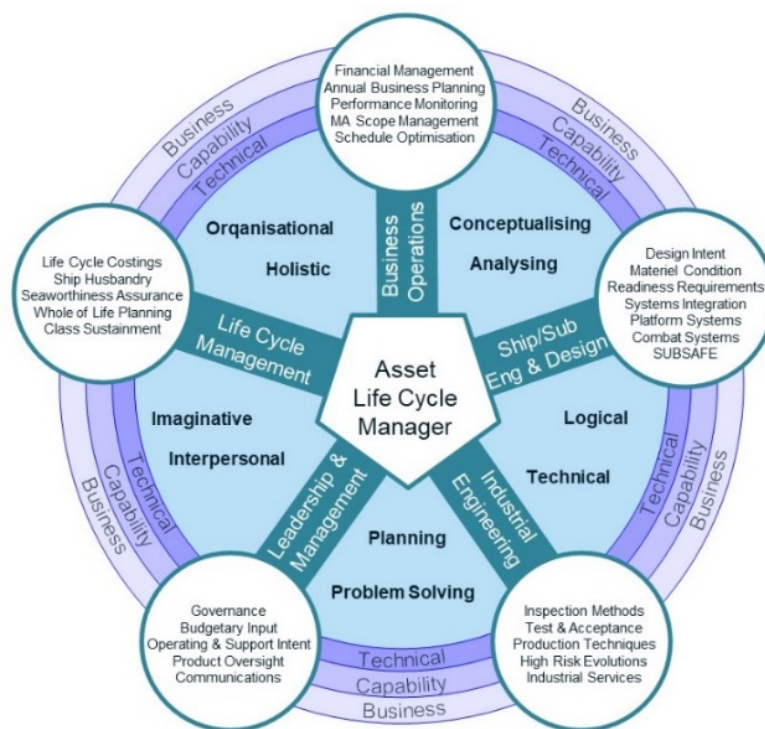 Financial Management
Annual Business Planning
Performance Monitoring
MA Scope Management
Schedule Optimisation
Business
Capability
Technical
Business
Capability
Technical
Orqanisational
Holistic
Business
Operations
Conceptualising
Analysing
Life Cycle Costings
Ship Husbandry
Seaworthiness Assurance
Whole of Life Planning
Class Sustainment
Life Cycle
Management
Asset
Life Cycle
Manager
Ship/Sub
Eng & Design
Design Intent
Materiel Condition
Readiness Requirements
Systems Integration
Platform Systems
Combat Systems
SUBSAFE
Imaginative
Interpersonal
Logical
Technical
Technical
Capability
Business
Leadership &
Management
Planning
Problem Solving
Industrial
Engineering
Technical
Capability
Business
Governance
Budgetary Input
Operating & Support Intent
Product Oversight
Communications
Technical
Capability
Business
Inspection Methods
Test & Acceptance
Production Techniques
High Risk Evolutions
Industrial Services